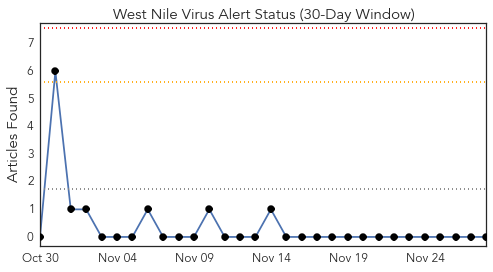 West Nile Virus Alert Status (30-Day Window)
Articles Found
7
6
5
4
3
2
1
0
Oct 30 Nov 04 Nov 09 Nov 14 Nov 19 Nov 24